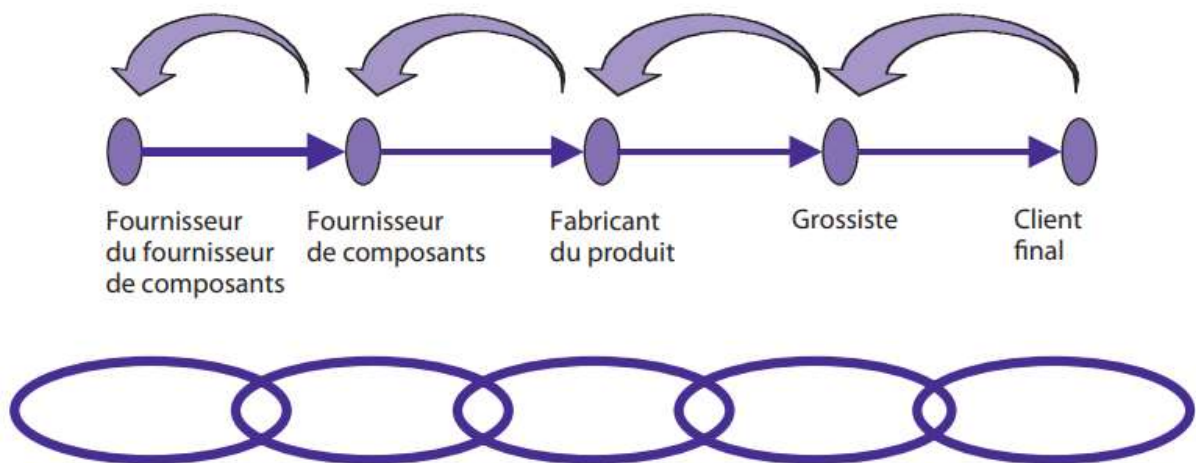 Fournisseur
du fournisseur
de composants
Fournisseur
de composants
Fabricant
du produit
Grossiste
Client
final